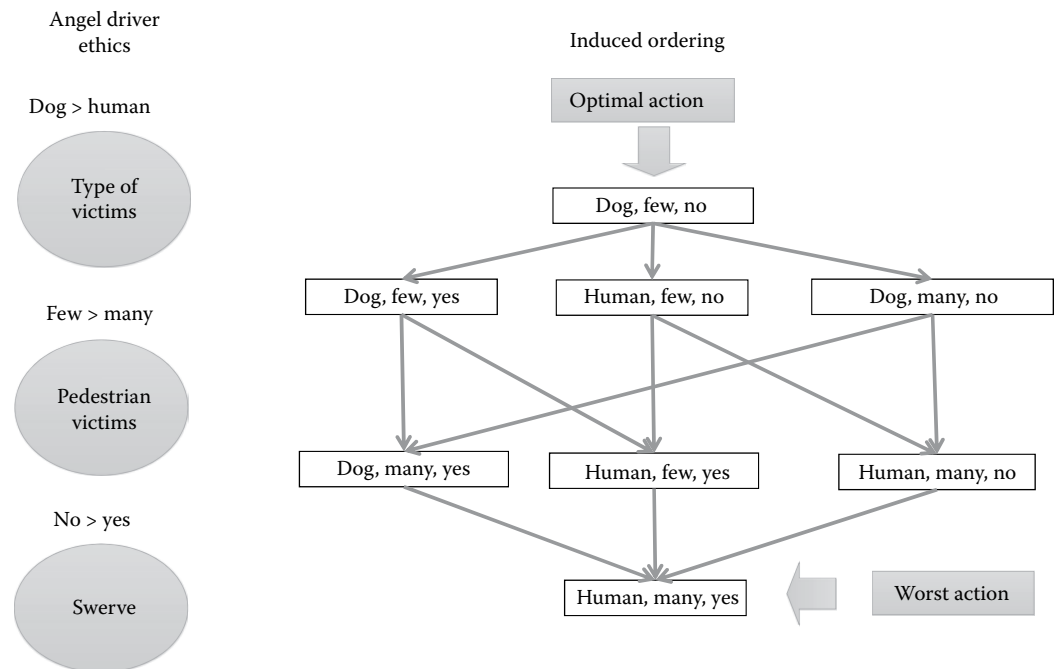 Angel driver
ethics
Induced ordering
Optimal action
Dog > human
Type of
victims
Dog, few, no
Dog, few, yes
Human, few, no
Dog, many, no
Few > many
Pedestrian
victims
Dog, many, yes
Human, few, yes
Human, many, no
No > yes
Swerve
Human, many, yes
Worst action